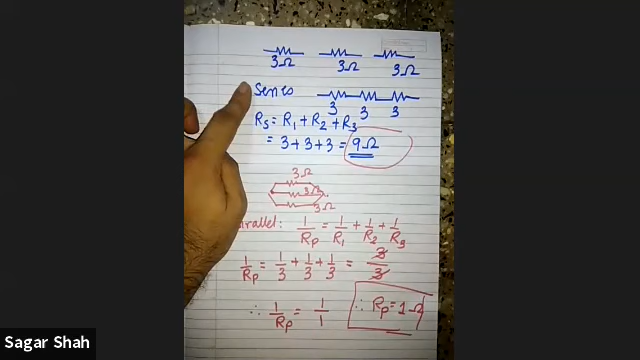 3Ω 3Ω 3Ω
Series
3 3 3
Rs = R1 + R2 + R3
= 3 + 3 + 3 = 9Ω
3Ω
3Ω
3Ω
rallel: 1/Rp = 1/R1 + 1/R2 + 1/R3
1/Rp = 1/3 + 1/3 + 1/3 = 3/3
∴ 1/Rp = 1/1 ∴ Rp = 1Ω
Sagar Shah